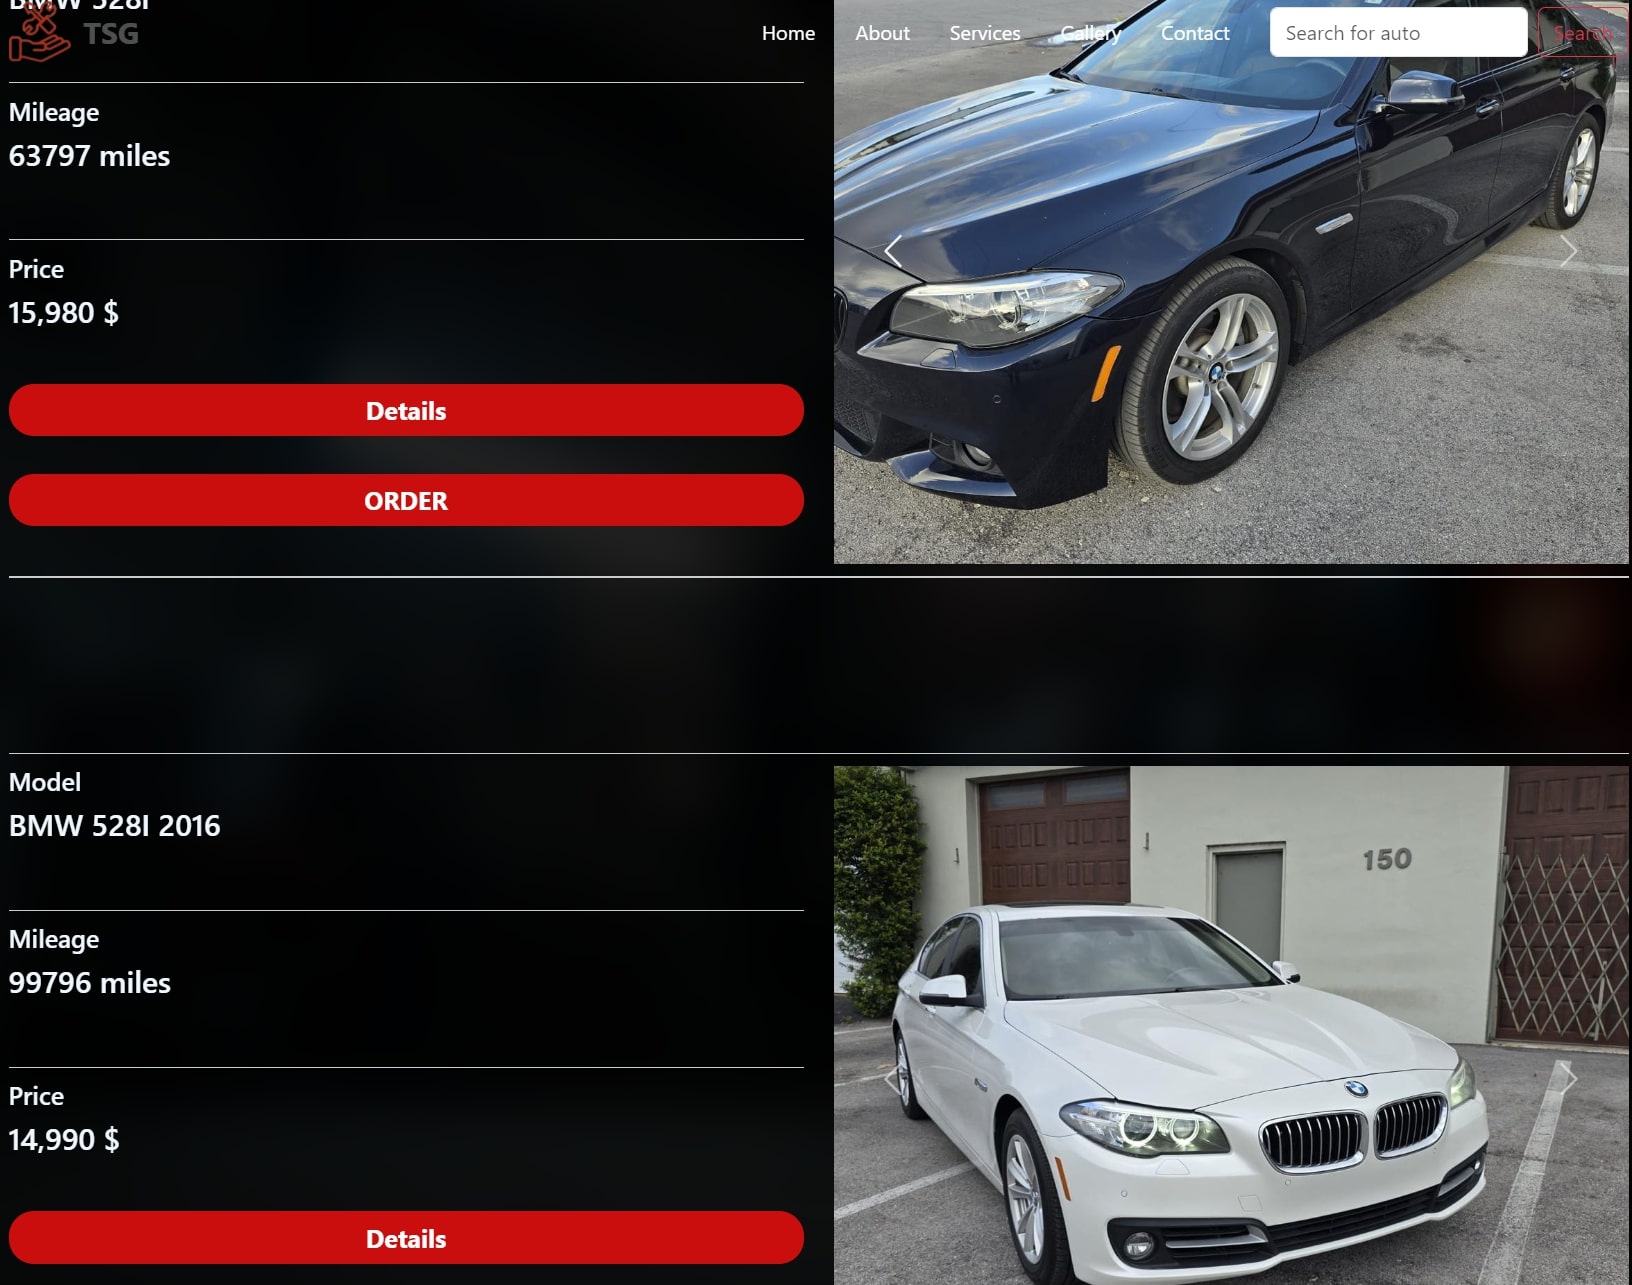 BMW 528I
TSG
Home
About
Services
Gallery
Contact
Search for auto
Search
Mileage
63797 miles
Price
15,980 $
Details
ORDER
Model
BMW 528I 2016
150
Mileage
99796 miles
Price
14,990 $
Details